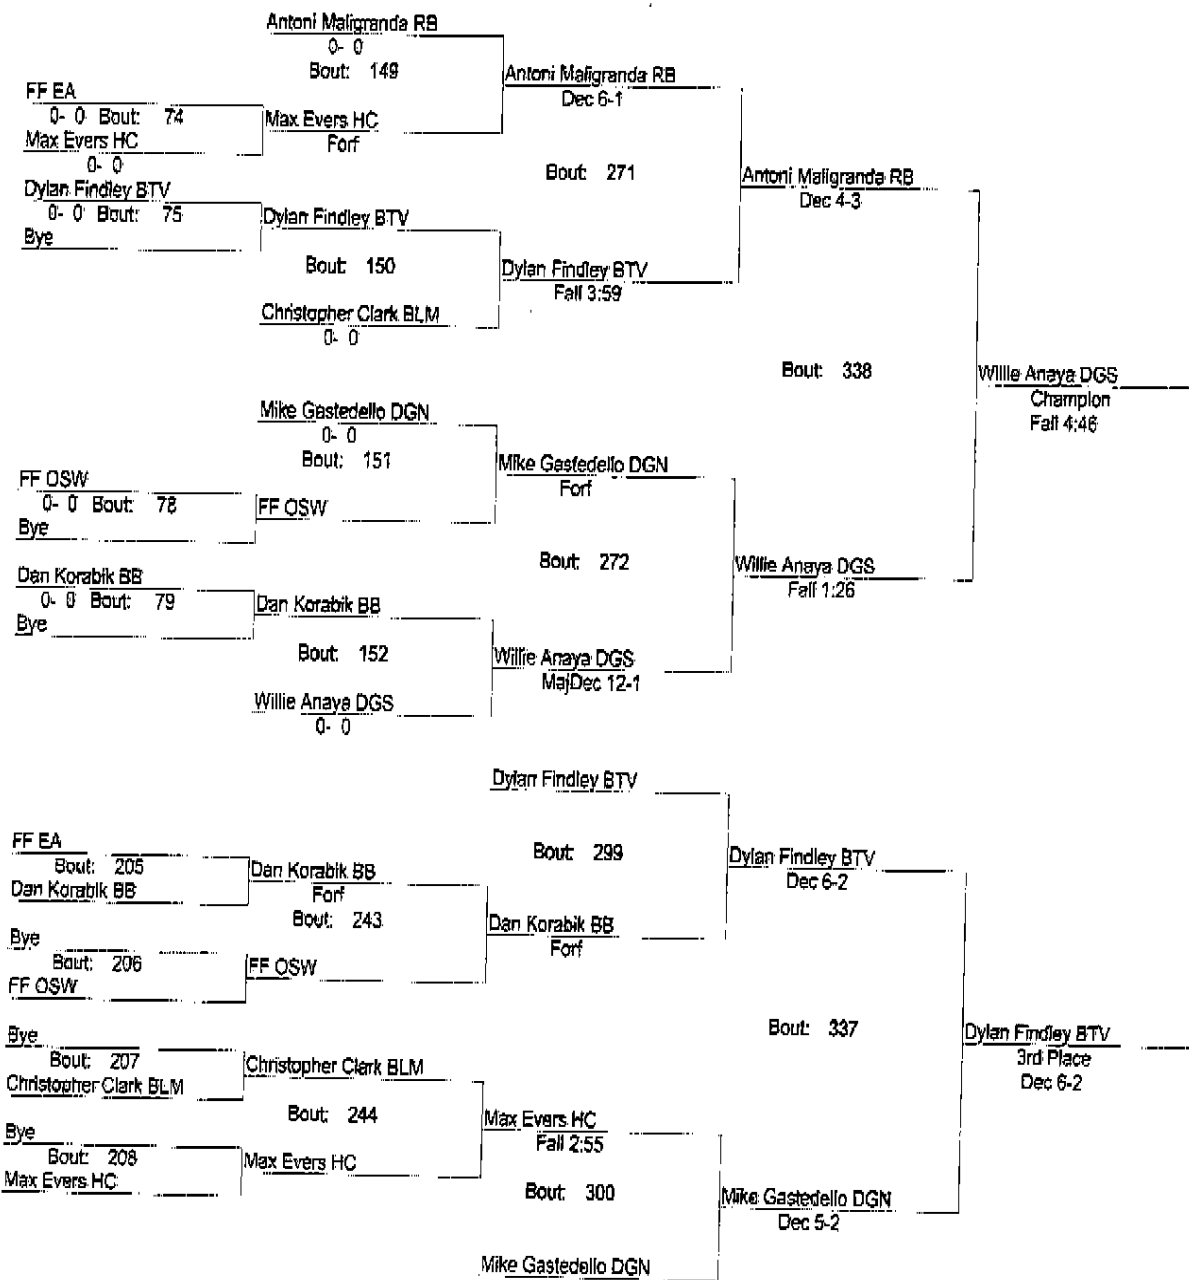 Antoni Maligranda RB
0- 0
Bout: 149
FF EA
0- 0 Bout: 74
Max Evers HC
0- 0
Max Evers HC
Forf
Antoni Maligranda RB
Dec 6-1
Dylan Findley BTV
0- 0 Bout: 75
Bye
Dylan Findley BTV
Bout: 150
Christopher Clark BLM
0- 0
Dylan Findley BTV
Fall 3:59
Bout: 271
Antoni Maligranda RB
Dec 4-3
Mike Gastedello DGN
0- 0
Bout: 151
FF OSW
0- 0 Bout: 78
Bye
FF OSW
Mike Gastedello DGN
Forf
Dan Korabik BB
0- 0 Bout: 79
Bye
Dan Korabik BB
Bout: 152
Willie Anaya DGS
0- 0
Willie Anaya DGS
MajDec 12-1
Bout: 272
Willie Anaya DGS
Fall 1:26
Bout: 338
Willie Anaya DGS
Champion
Fall 4:46
Dylan Findley BTV
Bout: 299
FF EA
Bout: 205
Dan Korabik BB
Dan Korabik BB
Forf
Bout: 243
Bye
Bout: 206
FF OSW
FF OSW
Dan Korabik BB
Forf
Dylan Findley BTV
Dec 6-2
Bye
Bout: 207
Christopher Clark BLM
Christopher Clark BLM
Bout: 244
Bye
Bout: 208
Max Evers HC
Max Evers HC
Max Evers HC
Fall 2:55
Bout: 300
Mike Gastedello DGN
Mike Gastedello DGN
Dec 5-2
Bout: 337
Dylan Findley BTV
3rd Place
Dec 6-2